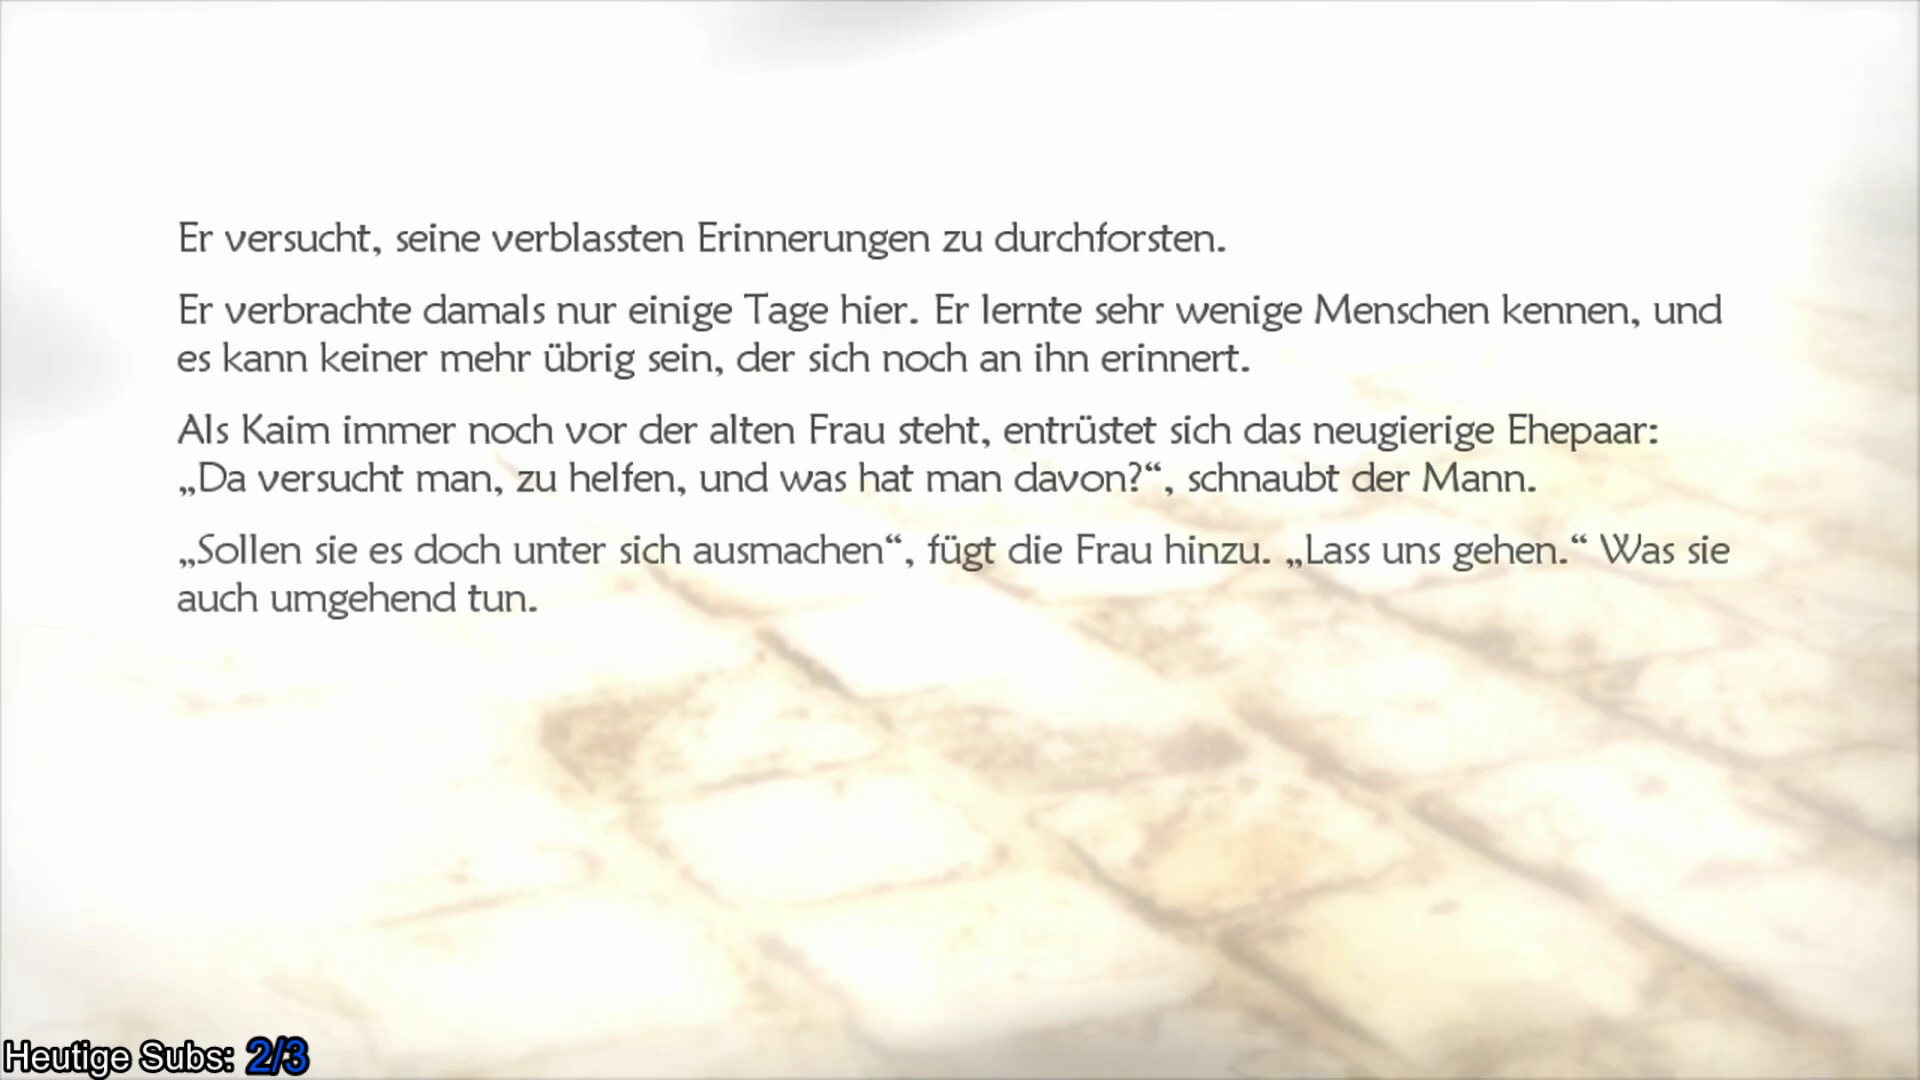 Er versucht, seine verblassten Erinnerungen zu durchforsten.
Er verbrachte damals nur einige Tage hier. Er lernte sehr wenige Menschen kennen, und
es kann keiner mehr übrig sein, der sich noch an ihn erinnert.
Als Kaim immer noch vor der alten Frau steht, entrüstet sich das neugierige Ehepaar:
„Da versucht man, zu helfen, und was hat man davon?“, schnaubt der Mann.
„Sollen sie es doch unter sich ausmachen“, fügt die Frau hinzu. „Lass uns gehen.“ Was sie
auch umgehend tun.
Heutige Subs: 2/3